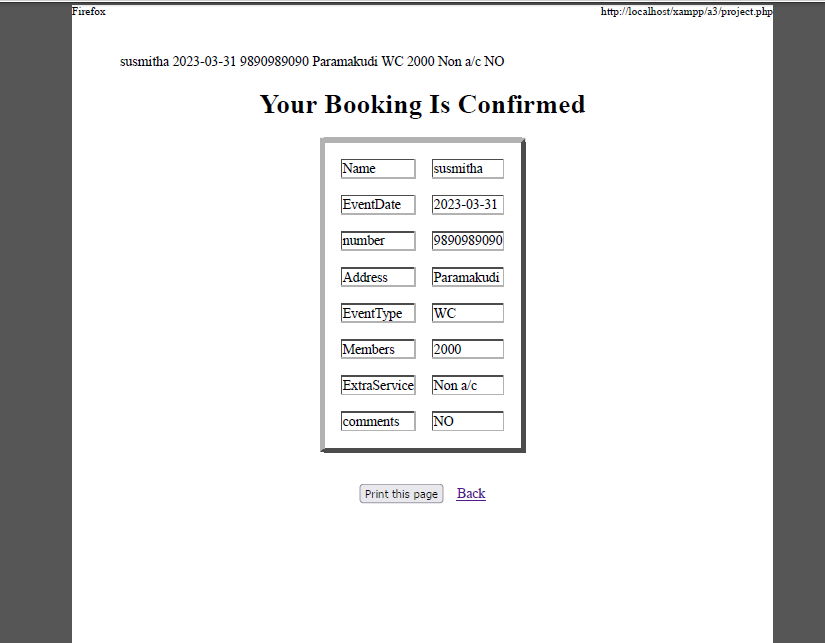 Firefox http://localhost/xampp/a3/project.php
susmitha 2023-03-31 9890989090 Paramakudi WC 2000 Non a/c NO
Your Booking Is Confirmed
Name susmitha
EventDate 2023-03-31
number 9890989090
Address Paramakudi
EventType WC
Members 2000
ExtraService Non a/c
comments NO
Print this page Back